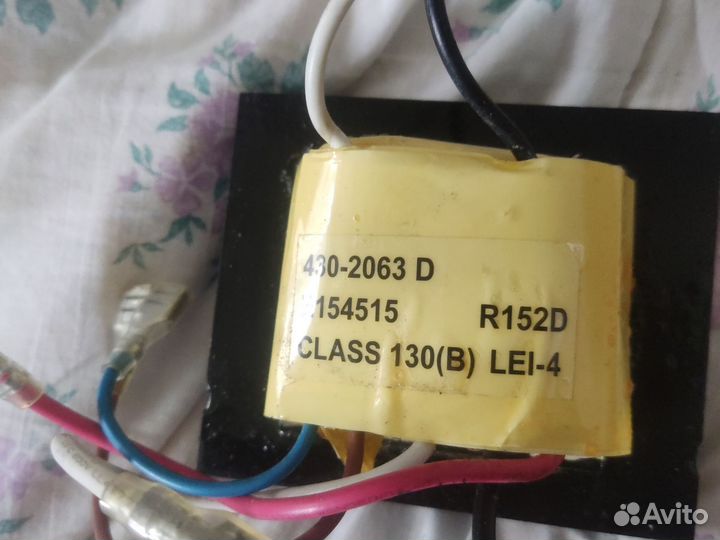 430-2063 D
154515 R152D
CLASS 130(B) LEI-4
Avito